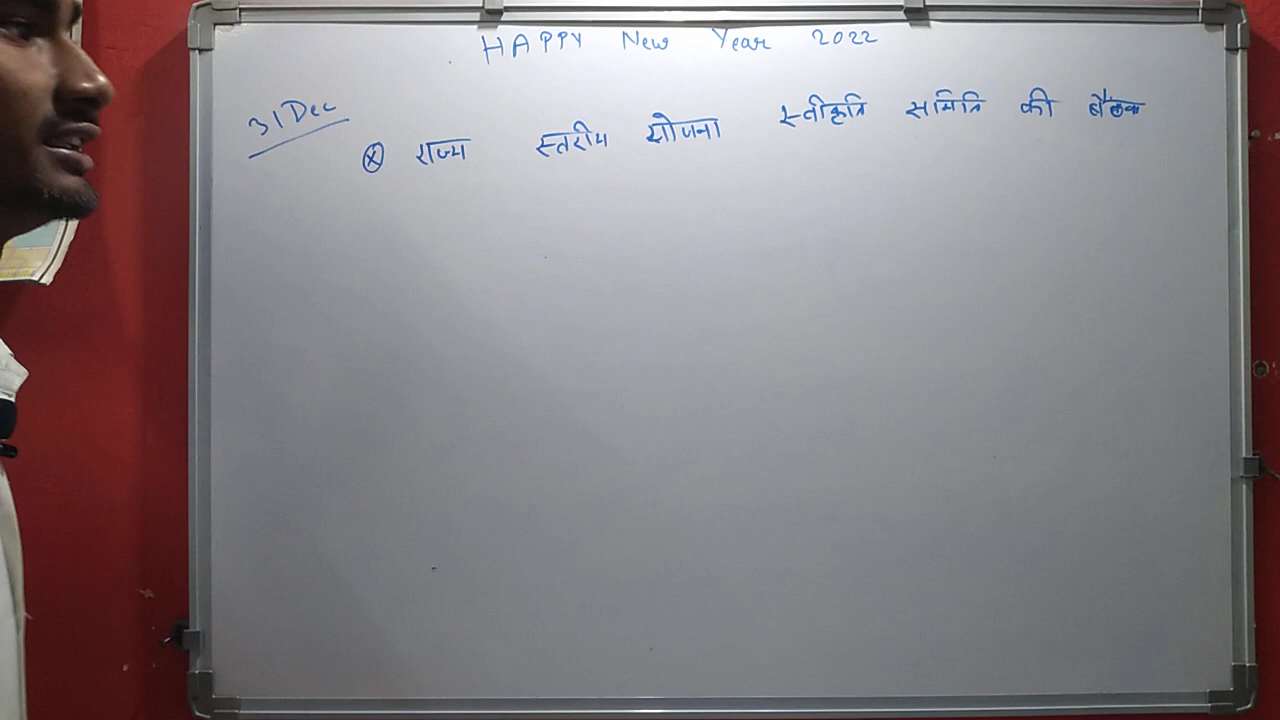 HAPPY New Year 2022
31 Dec
⊗ राज्य स्तरीय योजना स्वीकृति समिति की बैठक